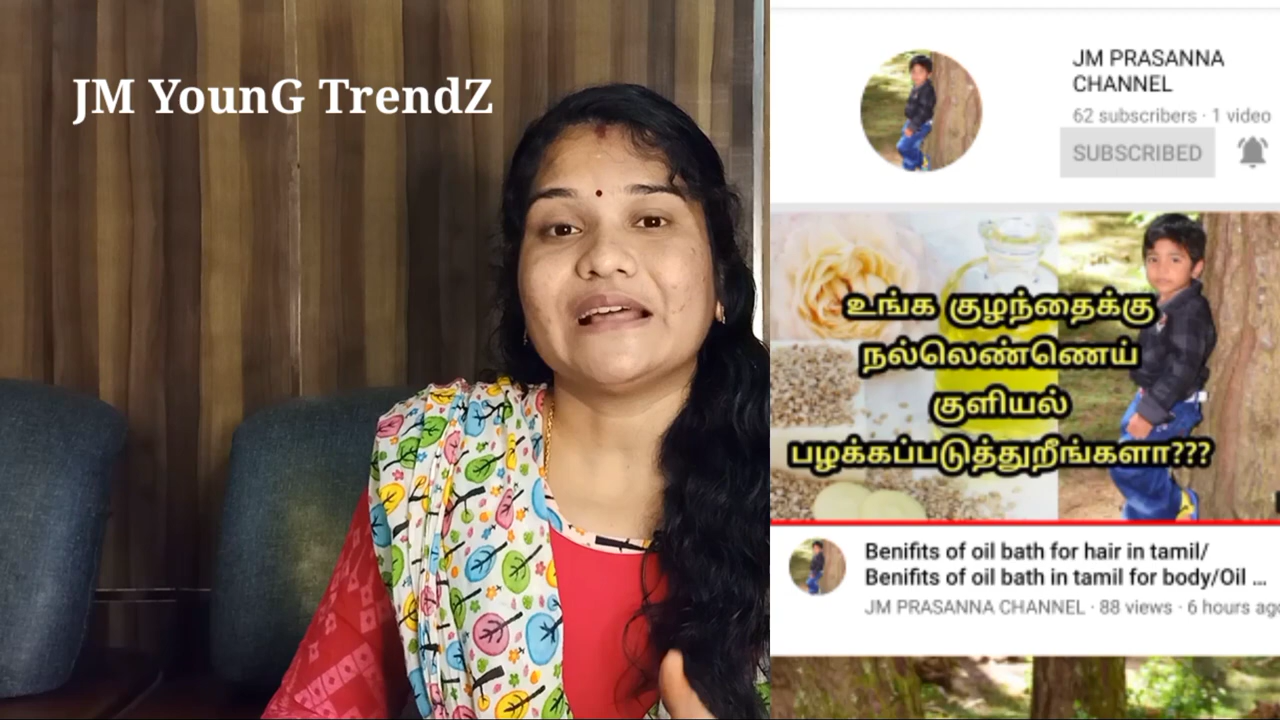 JM YounG TrendZ
JM PRASANNA
CHANNEL
62 subscribers · 1 video
SUBSCRIBED
உங்க குழந்தைக்கு
நல்லெண்ணெய்
குளியல்
பழக்கப்படுத்துறீங்களா???
Benifits of oil bath for hair in tamil/
Benifits of oil bath in tamil for body/Oil ...
JM PRASANNA CHANNEL · 88 views · 6 hours ago